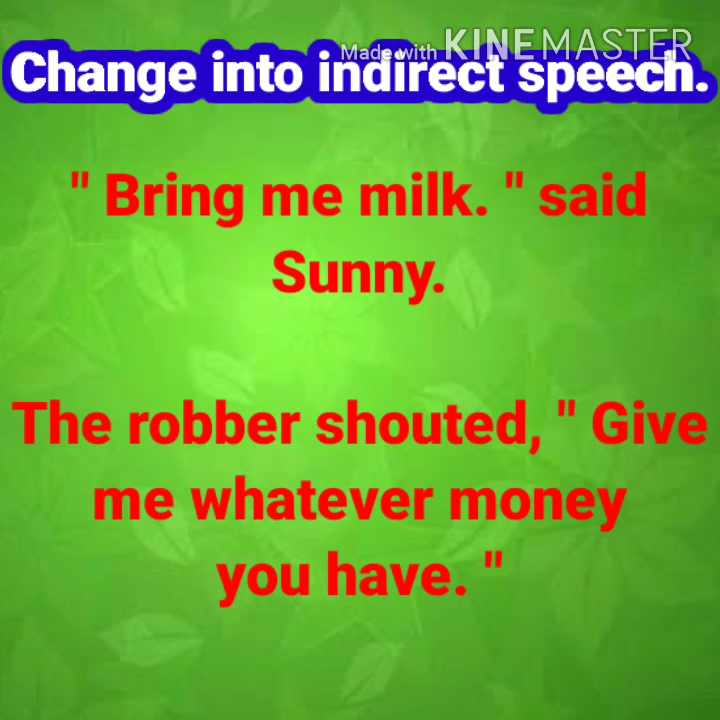 Made with KINEMASTER
Change into indirect speech.
" Bring me milk. " said
Sunny.
The robber shouted, " Give
me whatever money
you have. "